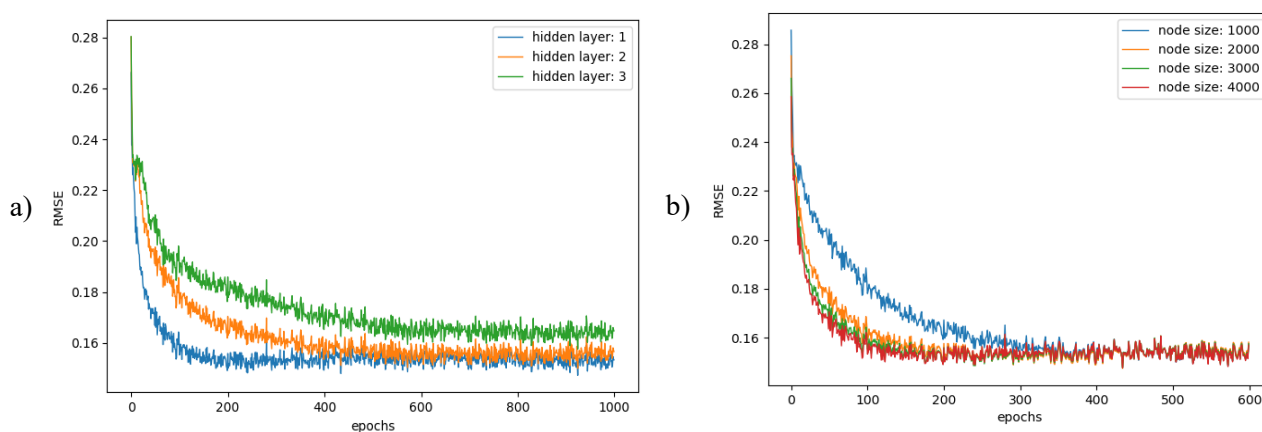 a)
RMSE
0.28
0.26
0.24
0.22
0.20
0.18
0.16
0 200 400 600 800 1000
epochs
hidden layer: 1
hidden layer: 2
hidden layer: 3
b)
RMSE
0.28
0.26
0.24
0.22
0.20
0.18
0.16
0 100 200 300 400 500 600
epochs
node size: 1000
node size: 2000
node size: 3000
node size: 4000